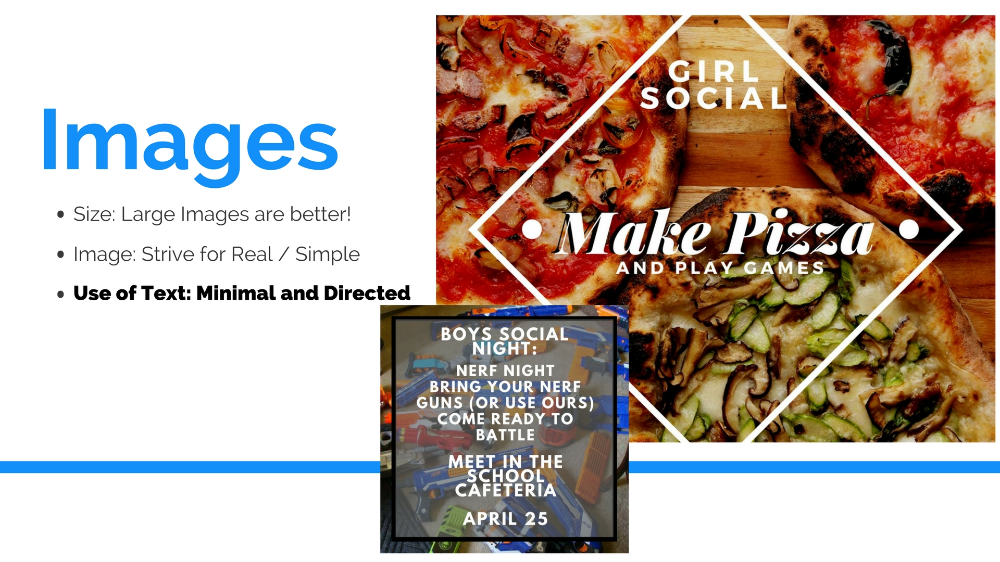 Images
• Size: Large Images are better!
• Image: Strive for Real / Simple
• Use of Text: Minimal and Directed
GIRL
SOCIAL
Make Pizza
AND PLAY GAMES
BOYS SOCIAL
NIGHT:
NERF NIGHT
BRING YOUR NERF
GUNS (OR USE OURS)
COME READY TO
BATTLE
MEET IN THE
SCHOOL
CAFETERIA
APRIL 25